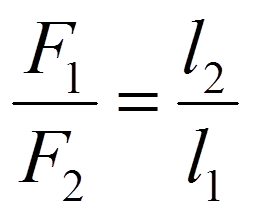 F₁/F₂ = l₂/l₁